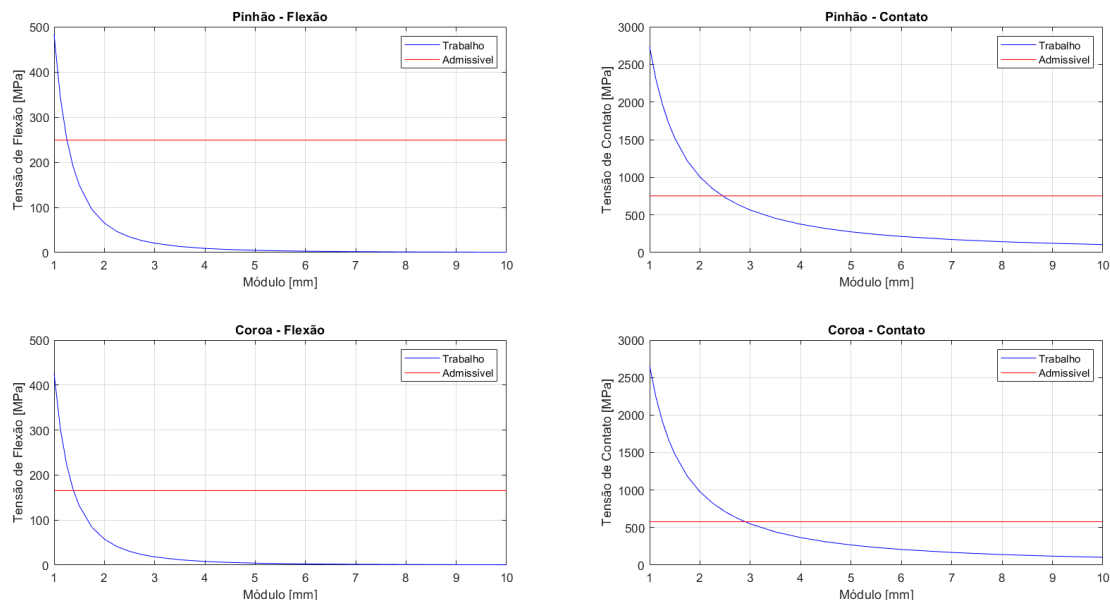 Pinhão - Flexão
500
400
300
200
100
0
Tensão de Flexão [MPa]
Trabalho
Admissivel
1 2 3 4 5 6 7 8 9 10
Módulo [mm]
Pinhão - Contato
3000
2500
2000
1500
1000
500
0
Tensão de Contato [MPa]
Trabalho
Admissivel
1 2 3 4 5 6 7 8 9 10
Módulo [mm]
Coroa - Flexão
500
400
300
200
100
0
Tensão de Flexão [MPa]
Trabalho
Admissivel
1 2 3 4 5 6 7 8 9 10
Módulo [mm]
Coroa - Contato
3000
2500
2000
1500
1000
500
0
Tensão de Contato [MPa]
Trabalho
Admissivel
1 2 3 4 5 6 7 8 9 10
Módulo [mm]